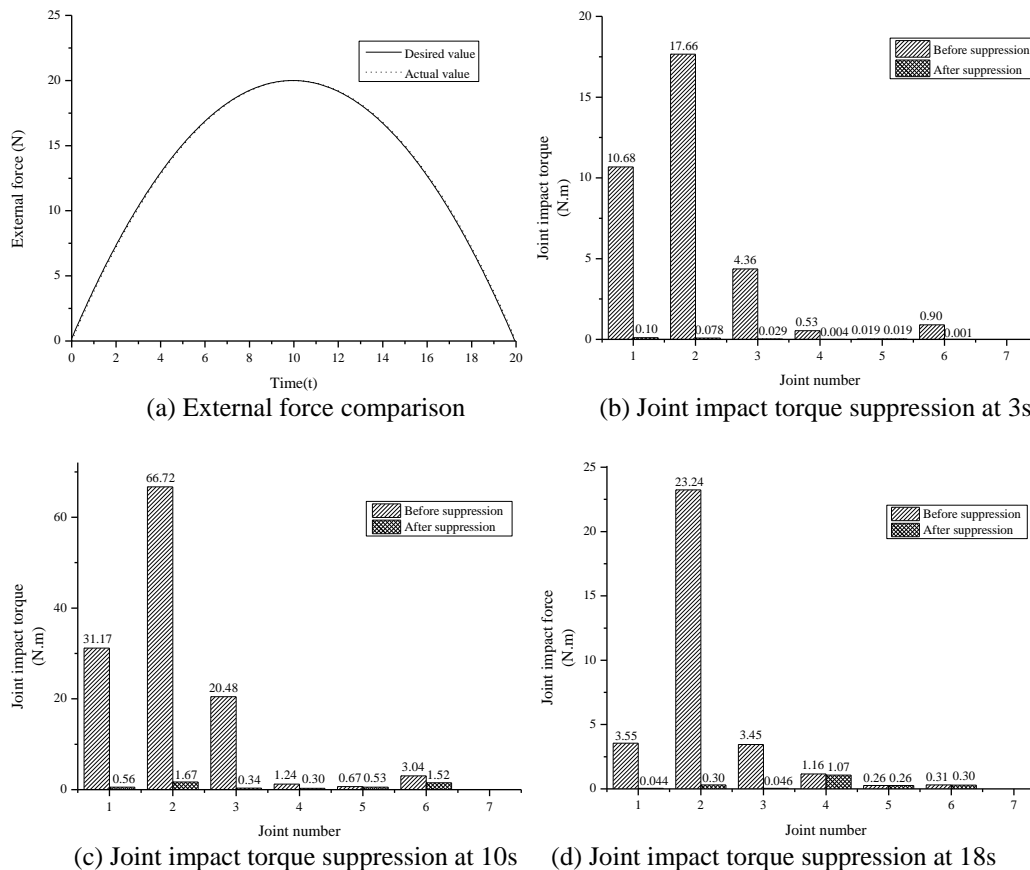 25
20
15
10
5
0
External force (N)
Desired value
Actual value
0 2 4 6 8 10 12 14 16 18 20
Time(t)
(a) External force comparison
20
15
10
5
0
Joint impact torque
(N.m)
Before suppression
After suppression
10.68
0.10
17.66
0.078
4.36
0.029
0.53
0.004
0.019
0.019
0.90
0.001
1 2 3 4 5 6 7
Joint number
(b) Joint impact torque suppression at 3s
60
40
20
0
Joint impact torque
(N.m)
Before suppression
After suppression
31.17
0.56
66.72
1.67
20.48
0.34
1.24
0.30
0.67
0.53
3.04
1.52
1 2 3 4 5 6 7
Joint number
(c) Joint impact torque suppression at 10s
25
20
15
10
5
0
Joint impact force
(N.m)
Before suppression
After suppression
3.55
0.044
23.24
0.30
3.45
0.046
1.16
1.07
0.26
0.26
0.31
0.30
1 2 3 4 5 6 7
Joint number
(d) Joint impact torque suppression at 18s